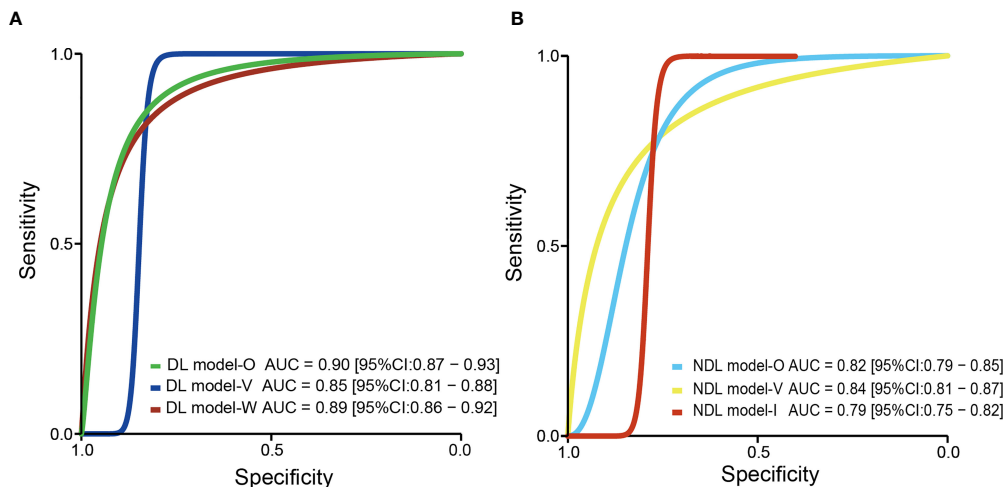 A
1.0
0.5
0.0
Sensitivity
DL model-O AUC = 0.90 [95%CI:0.87 − 0.93]
DL model-V AUC = 0.85 [95%CI:0.81 − 0.88]
DL model-W AUC = 0.89 [95%CI:0.86 − 0.92]
1.0
0.5
0.0
Specificity
B
1.0
0.5
0.0
Sensitivity
NDL model-O AUC = 0.82 [95%CI:0.79 − 0.85]
NDL model-V AUC = 0.84 [95%CI:0.81 − 0.87]
NDL model-I AUC = 0.79 [95%CI:0.75 − 0.82]
1.0
0.5
0.0
Specificity